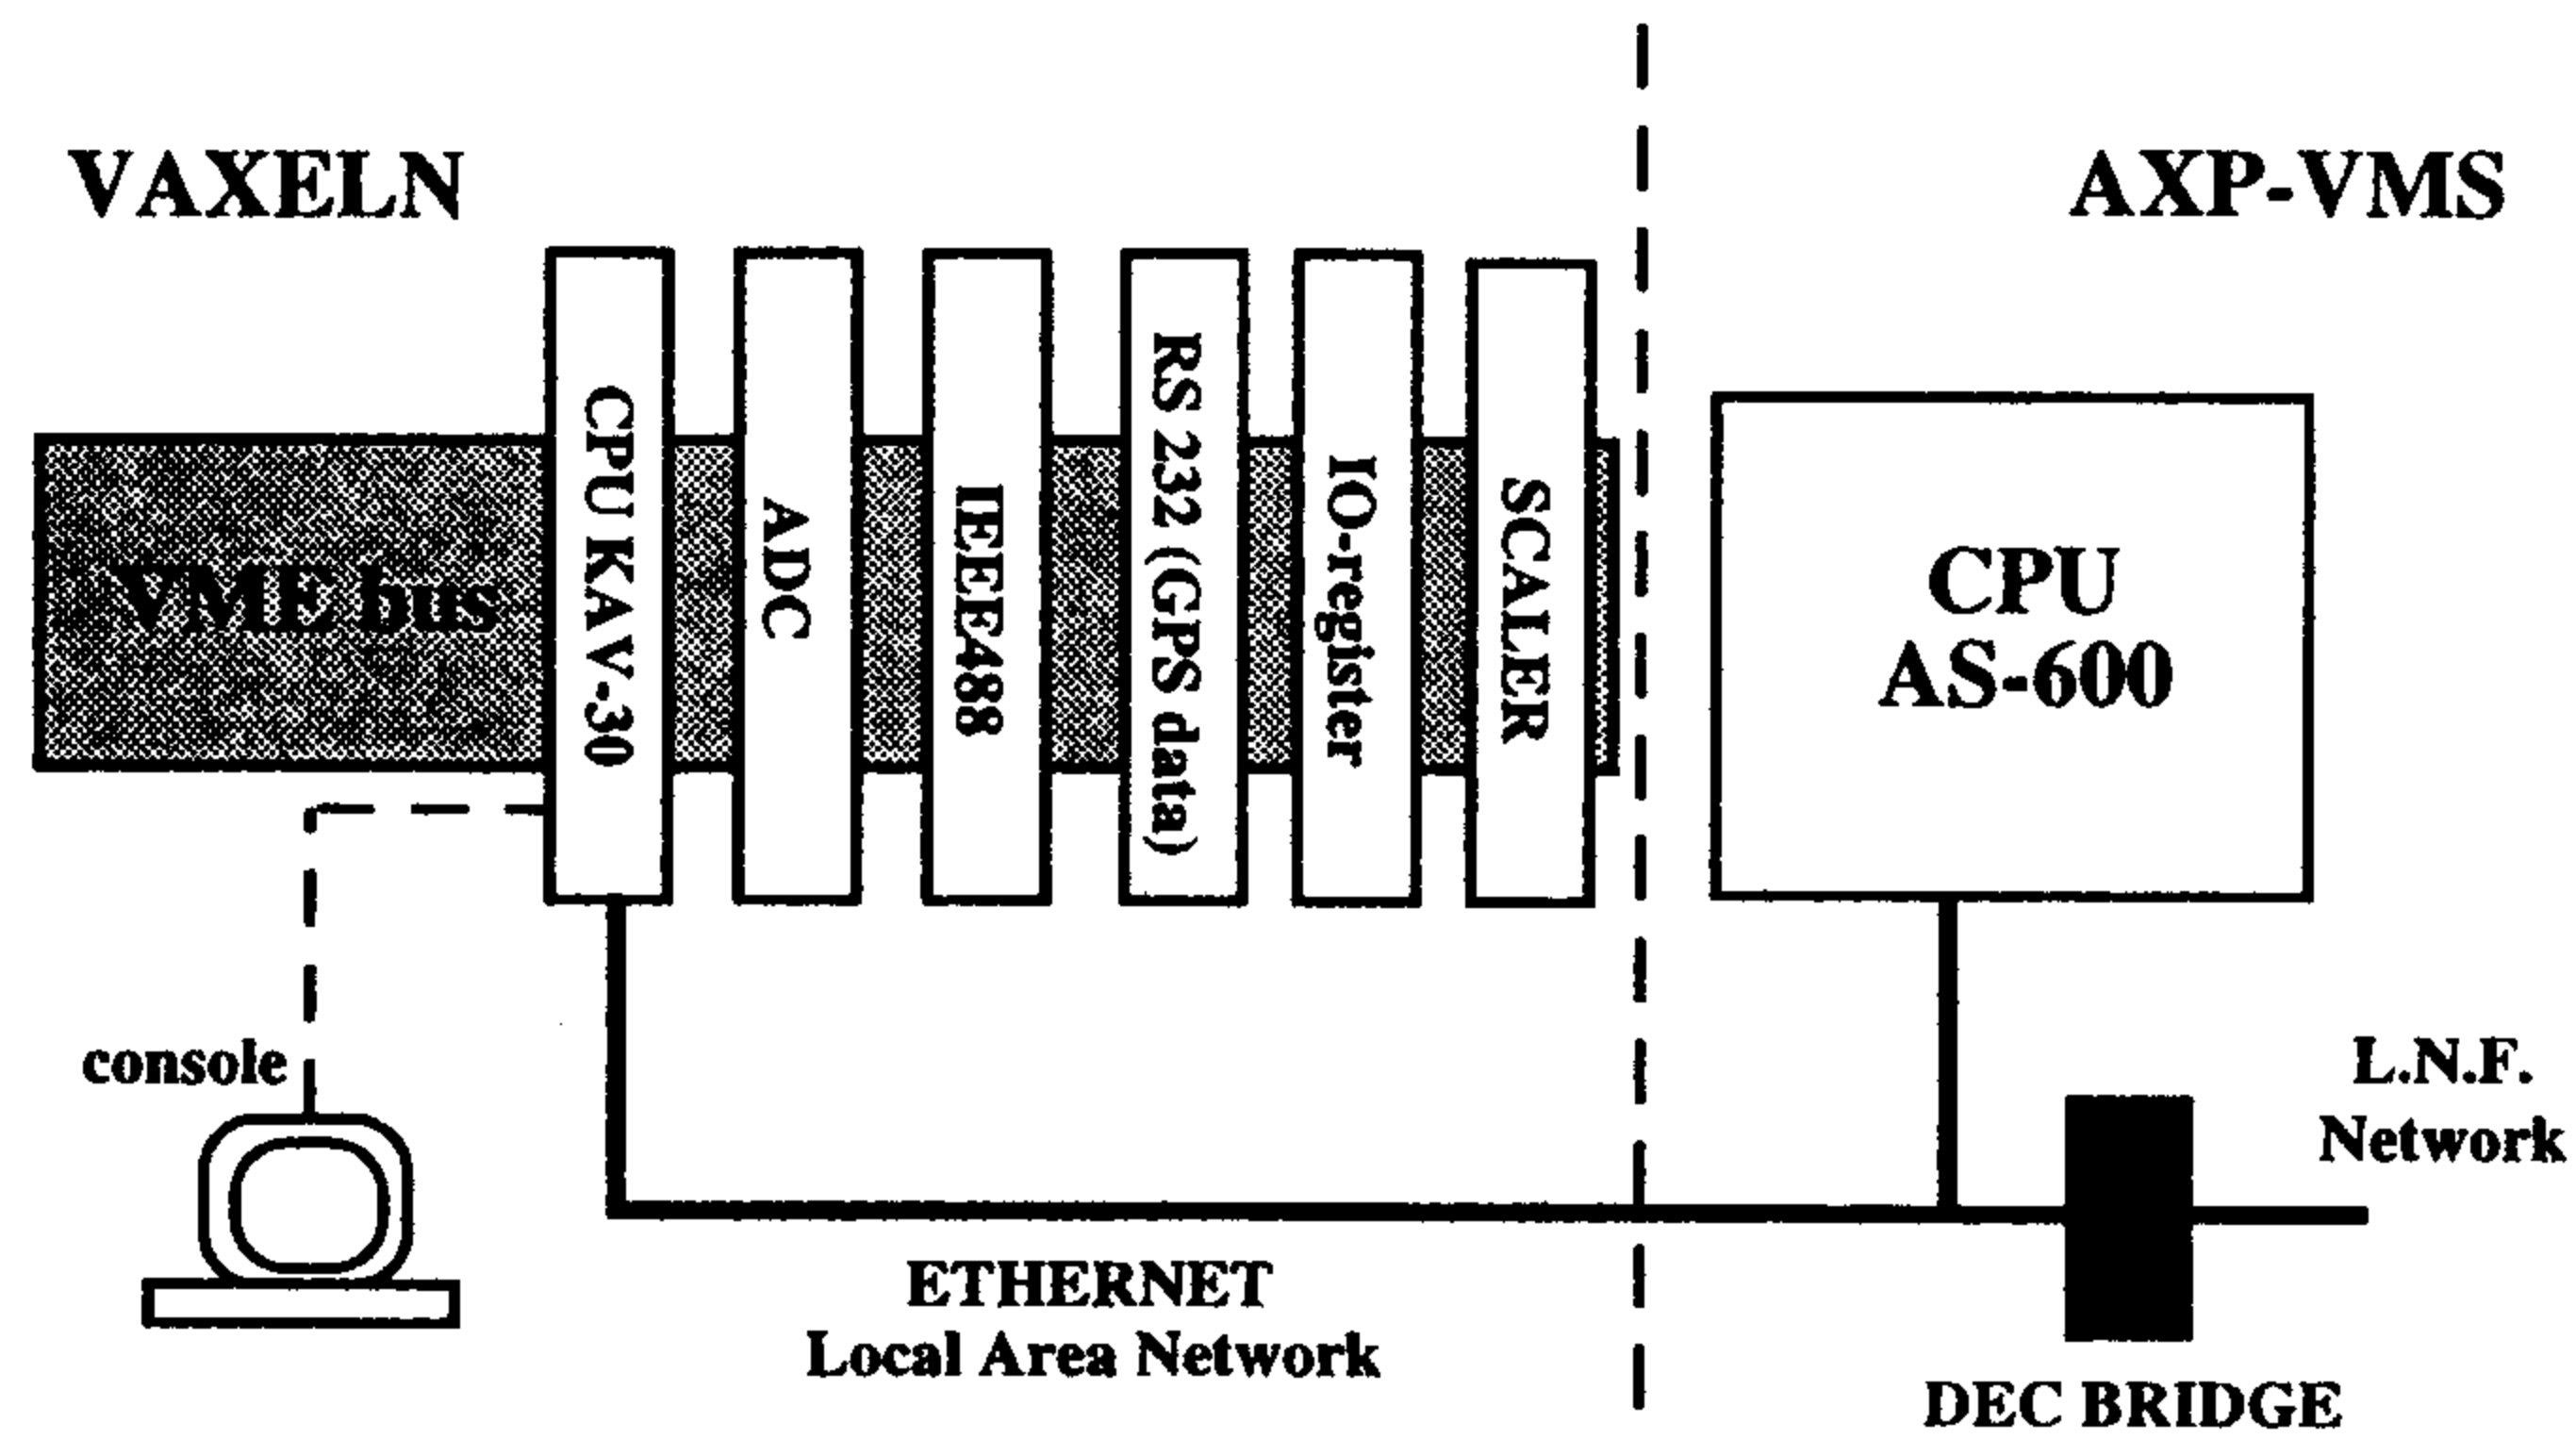 VAXELN
AXP-VMS
VME bus
CPU KAV-30
ADC
IEEE488
RS 232 (GPS data)
IO-register
SCALER
CPU
AS-600
console
L.N.F.
Network
ETHERNET
Local Area Network
DEC BRIDGE